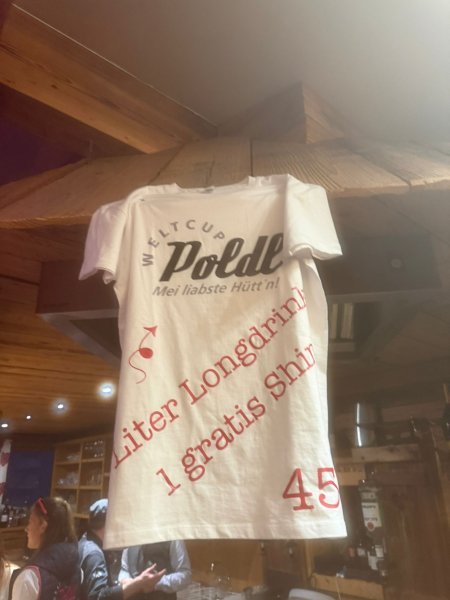 WELTCUP
Poldl
Mei liabste Hütt'n!
Liter Longdrink
1 gratis Shir
45